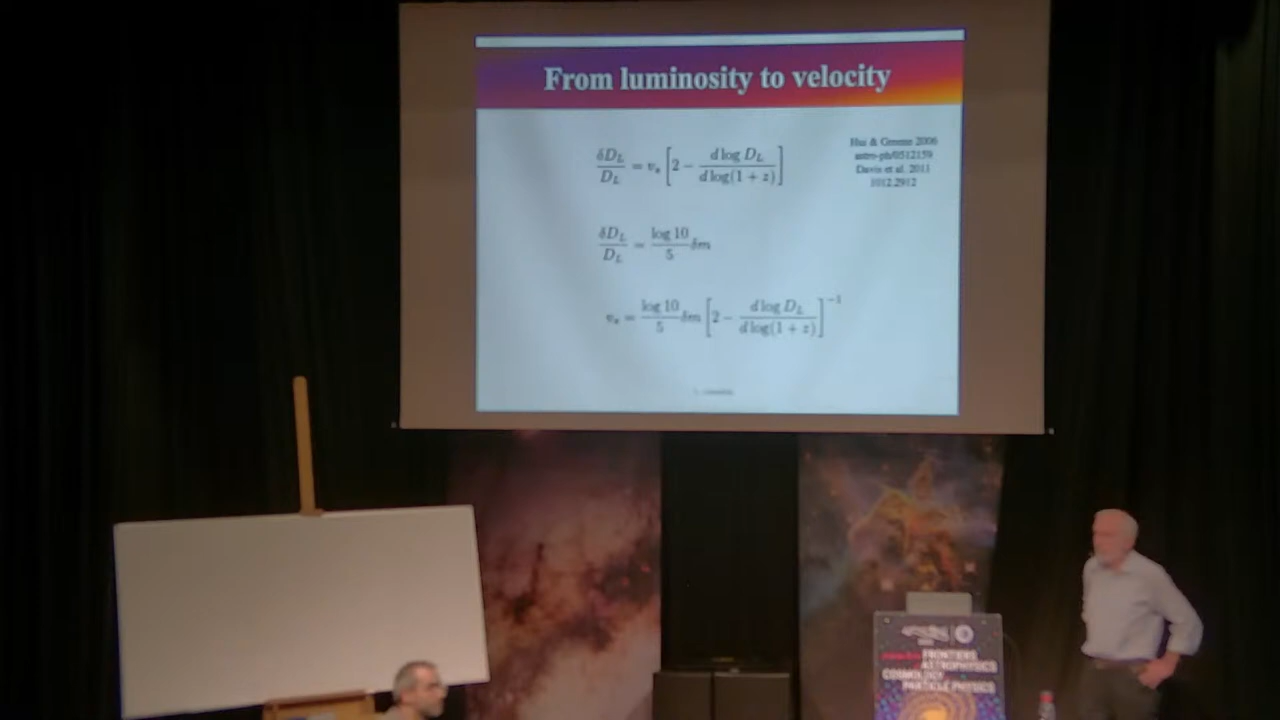 From luminosity to velocity
Hui & Greene 2006
astro-ph/0512159
Davis et al. 2011
1012.2912
δD_L / D_L = v_s [2 − d log D_L / d log(1 + z)]
δD_L / D_L = log 10 / 5 δm
v_s = log 10 / 5 δm [2 − d log D_L / d log(1 + z)]^−1
FRONTIERS
ASTROPHYSICS
COSMOLOGY
PARTICLE PHYSICS